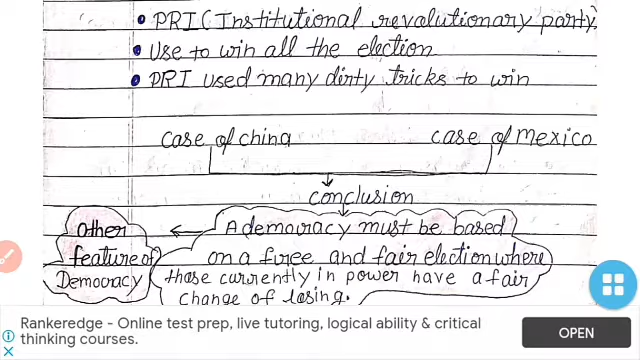 PRI (Institutional revolutionary party)
Use to win all the election
PRI used many dirty tricks to win
case of china
case of mexico
conclusion
Other
feature of
Democracy
A democracy must be based
on a free and fair election where
those currently in power have a fair
change of losing.
Rankeredge - Online test prep, live tutoring, logical ability & critical
thinking courses.
OPEN